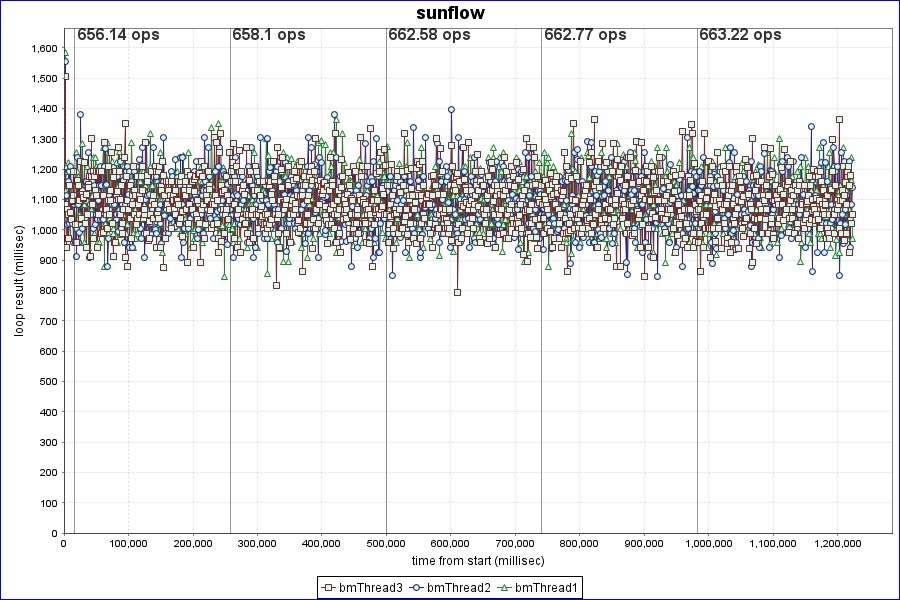 sunflow
656.14 ops 658.1 ops 662.58 ops 662.77 ops 663.22 ops
1,600
1,500
1,400
1,300
1,200
1,100
1,000
900
800
700
600
500
400
300
200
100
0
loop result (millisec)
0 100,000 200,000 300,000 400,000 500,000 600,000 700,000 800,000 900,000 1,000,000 1,100,000 1,200,000
time from start (millisec)
bmThread3 bmThread2 bmThread1